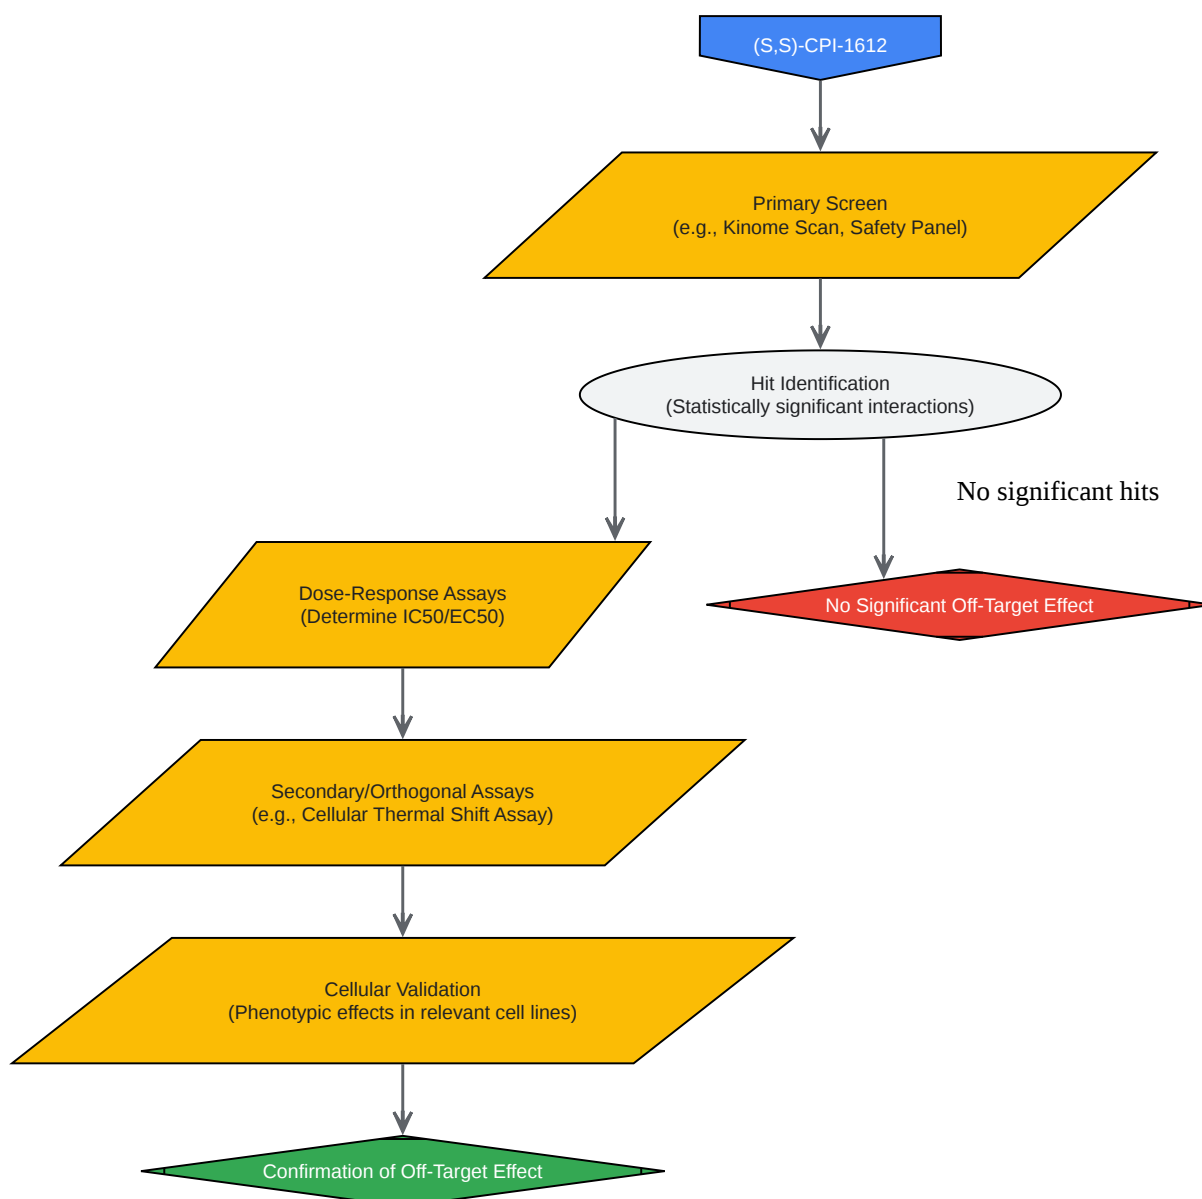 (S,S)-CPI-1612
Primary Screen
(e.g., Kinome Scan, Safety Panel)
Hit Identification
(Statistically significant interactions)
No significant hits
Dose-Response Assays
(Determine IC50/EC50)
No Significant Off-Target Effect
Secondary/Orthogonal Assays
(e.g., Cellular Thermal Shift Assay)
Cellular Validation
(Phenotypic effects in relevant cell lines)
Confirmation of Off-Target Effect